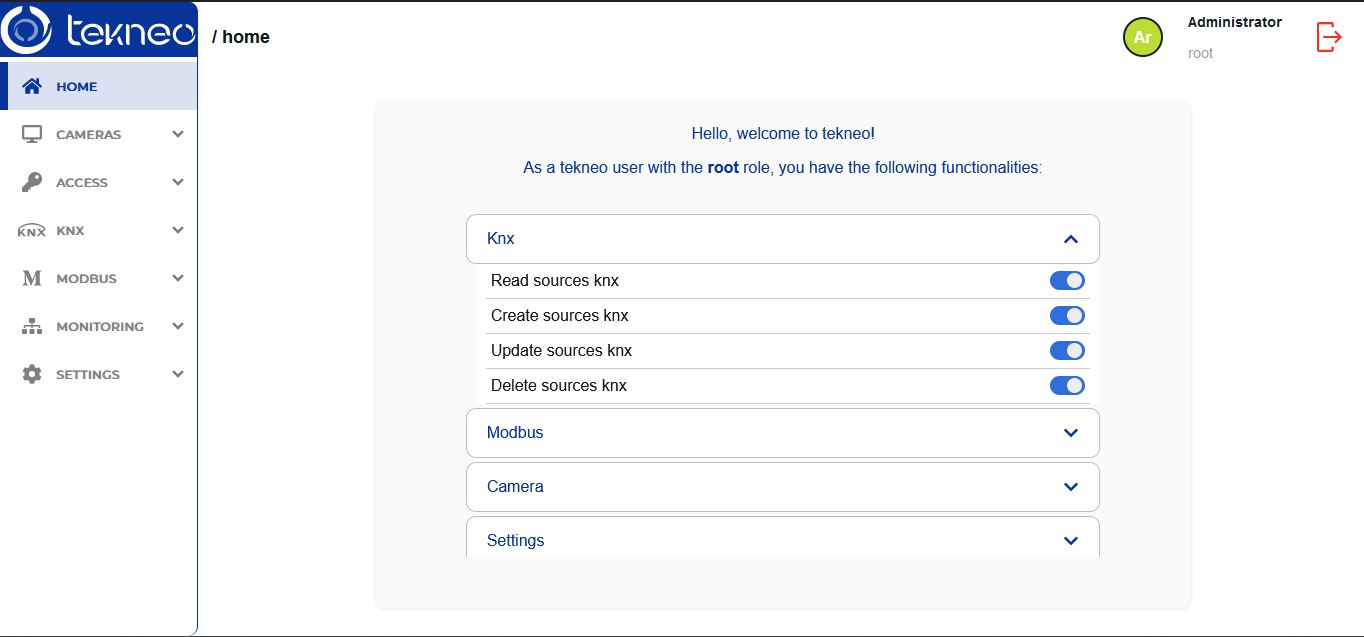 tekneo
/ home
Ar
Administrator
root
HOME
CAMERAS
ACCESS
KNX KNX
M MODBUS
MONITORING
SETTINGS
Hello, welcome to tekneo!
As a tekneo user with the root role, you have the following functionalities:
Knx
Read sources knx
Create sources knx
Update sources knx
Delete sources knx
Modbus
Camera
Settings